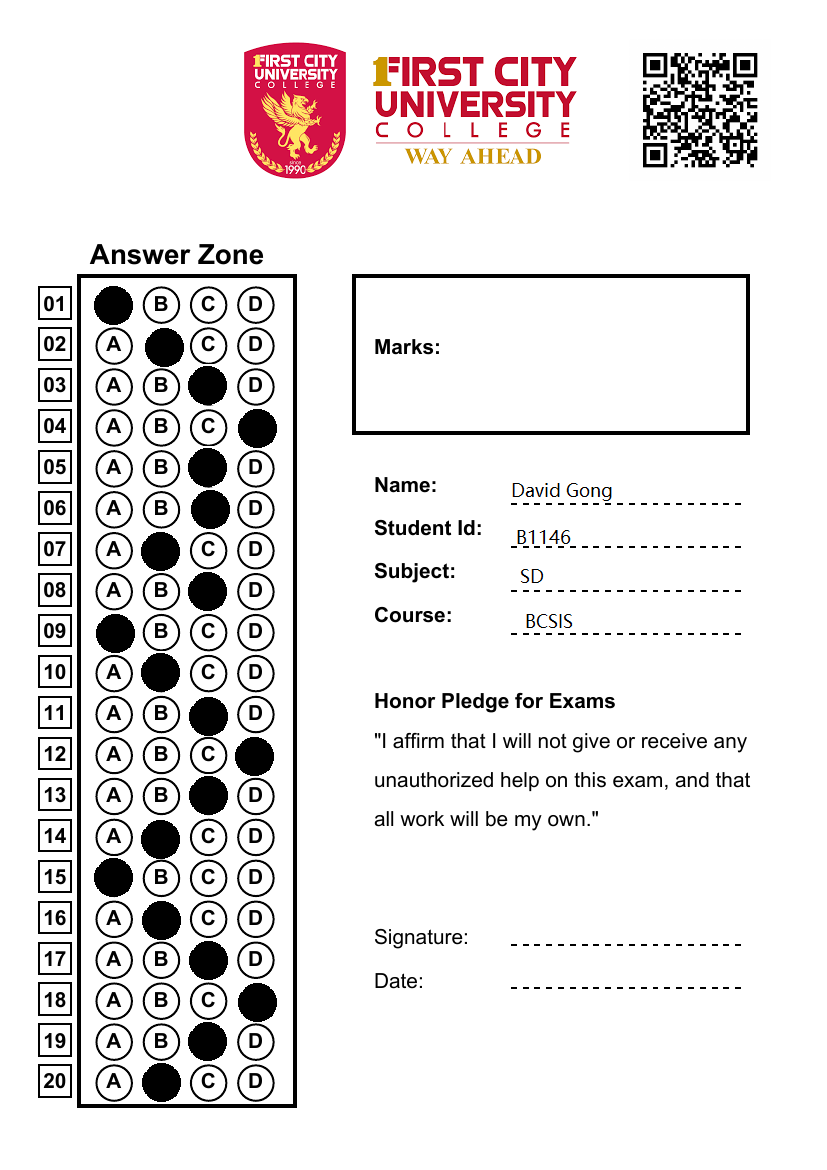 1FIRST CITY
UNIVERSITY
COLLEGE
since
1990
1FIRST CITY
UNIVERSITY
COLLEGE
WAY AHEAD
Answer Zone
01 B C D
02 A C D
03 A B D
04 A B C
05 A B D
06 A B D
07 A C D
08 A B D
09 B C D
10 A C D
11 A B D
12 A B C
13 A B D
14 A C D
15 B C D
16 A C D
17 A B D
18 A B C
19 A B D
20 A C D
Marks:
Name: David Gong
Student Id: B1146
Subject: SD
Course: BCSIS
Honor Pledge for Exams
"I affirm that I will not give or receive any
unauthorized help on this exam, and that
all work will be my own."
Signature:
Date: